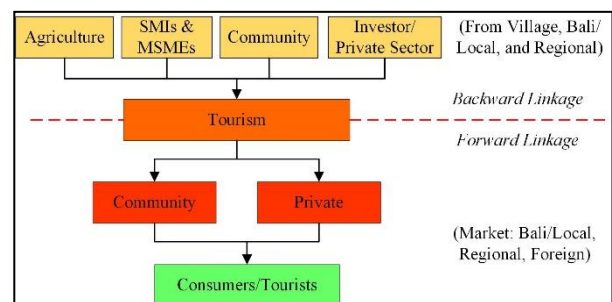 Agriculture
SMIs &
MSMEs
Community
Investor/
Private Sector
(From Village, Bali/
Local, and Regional)
Backward Linkage
Tourism
Forward Linkage
Community
Private
(Market: Bali/Local,
Regional, Foreign)
Consumers/Tourists